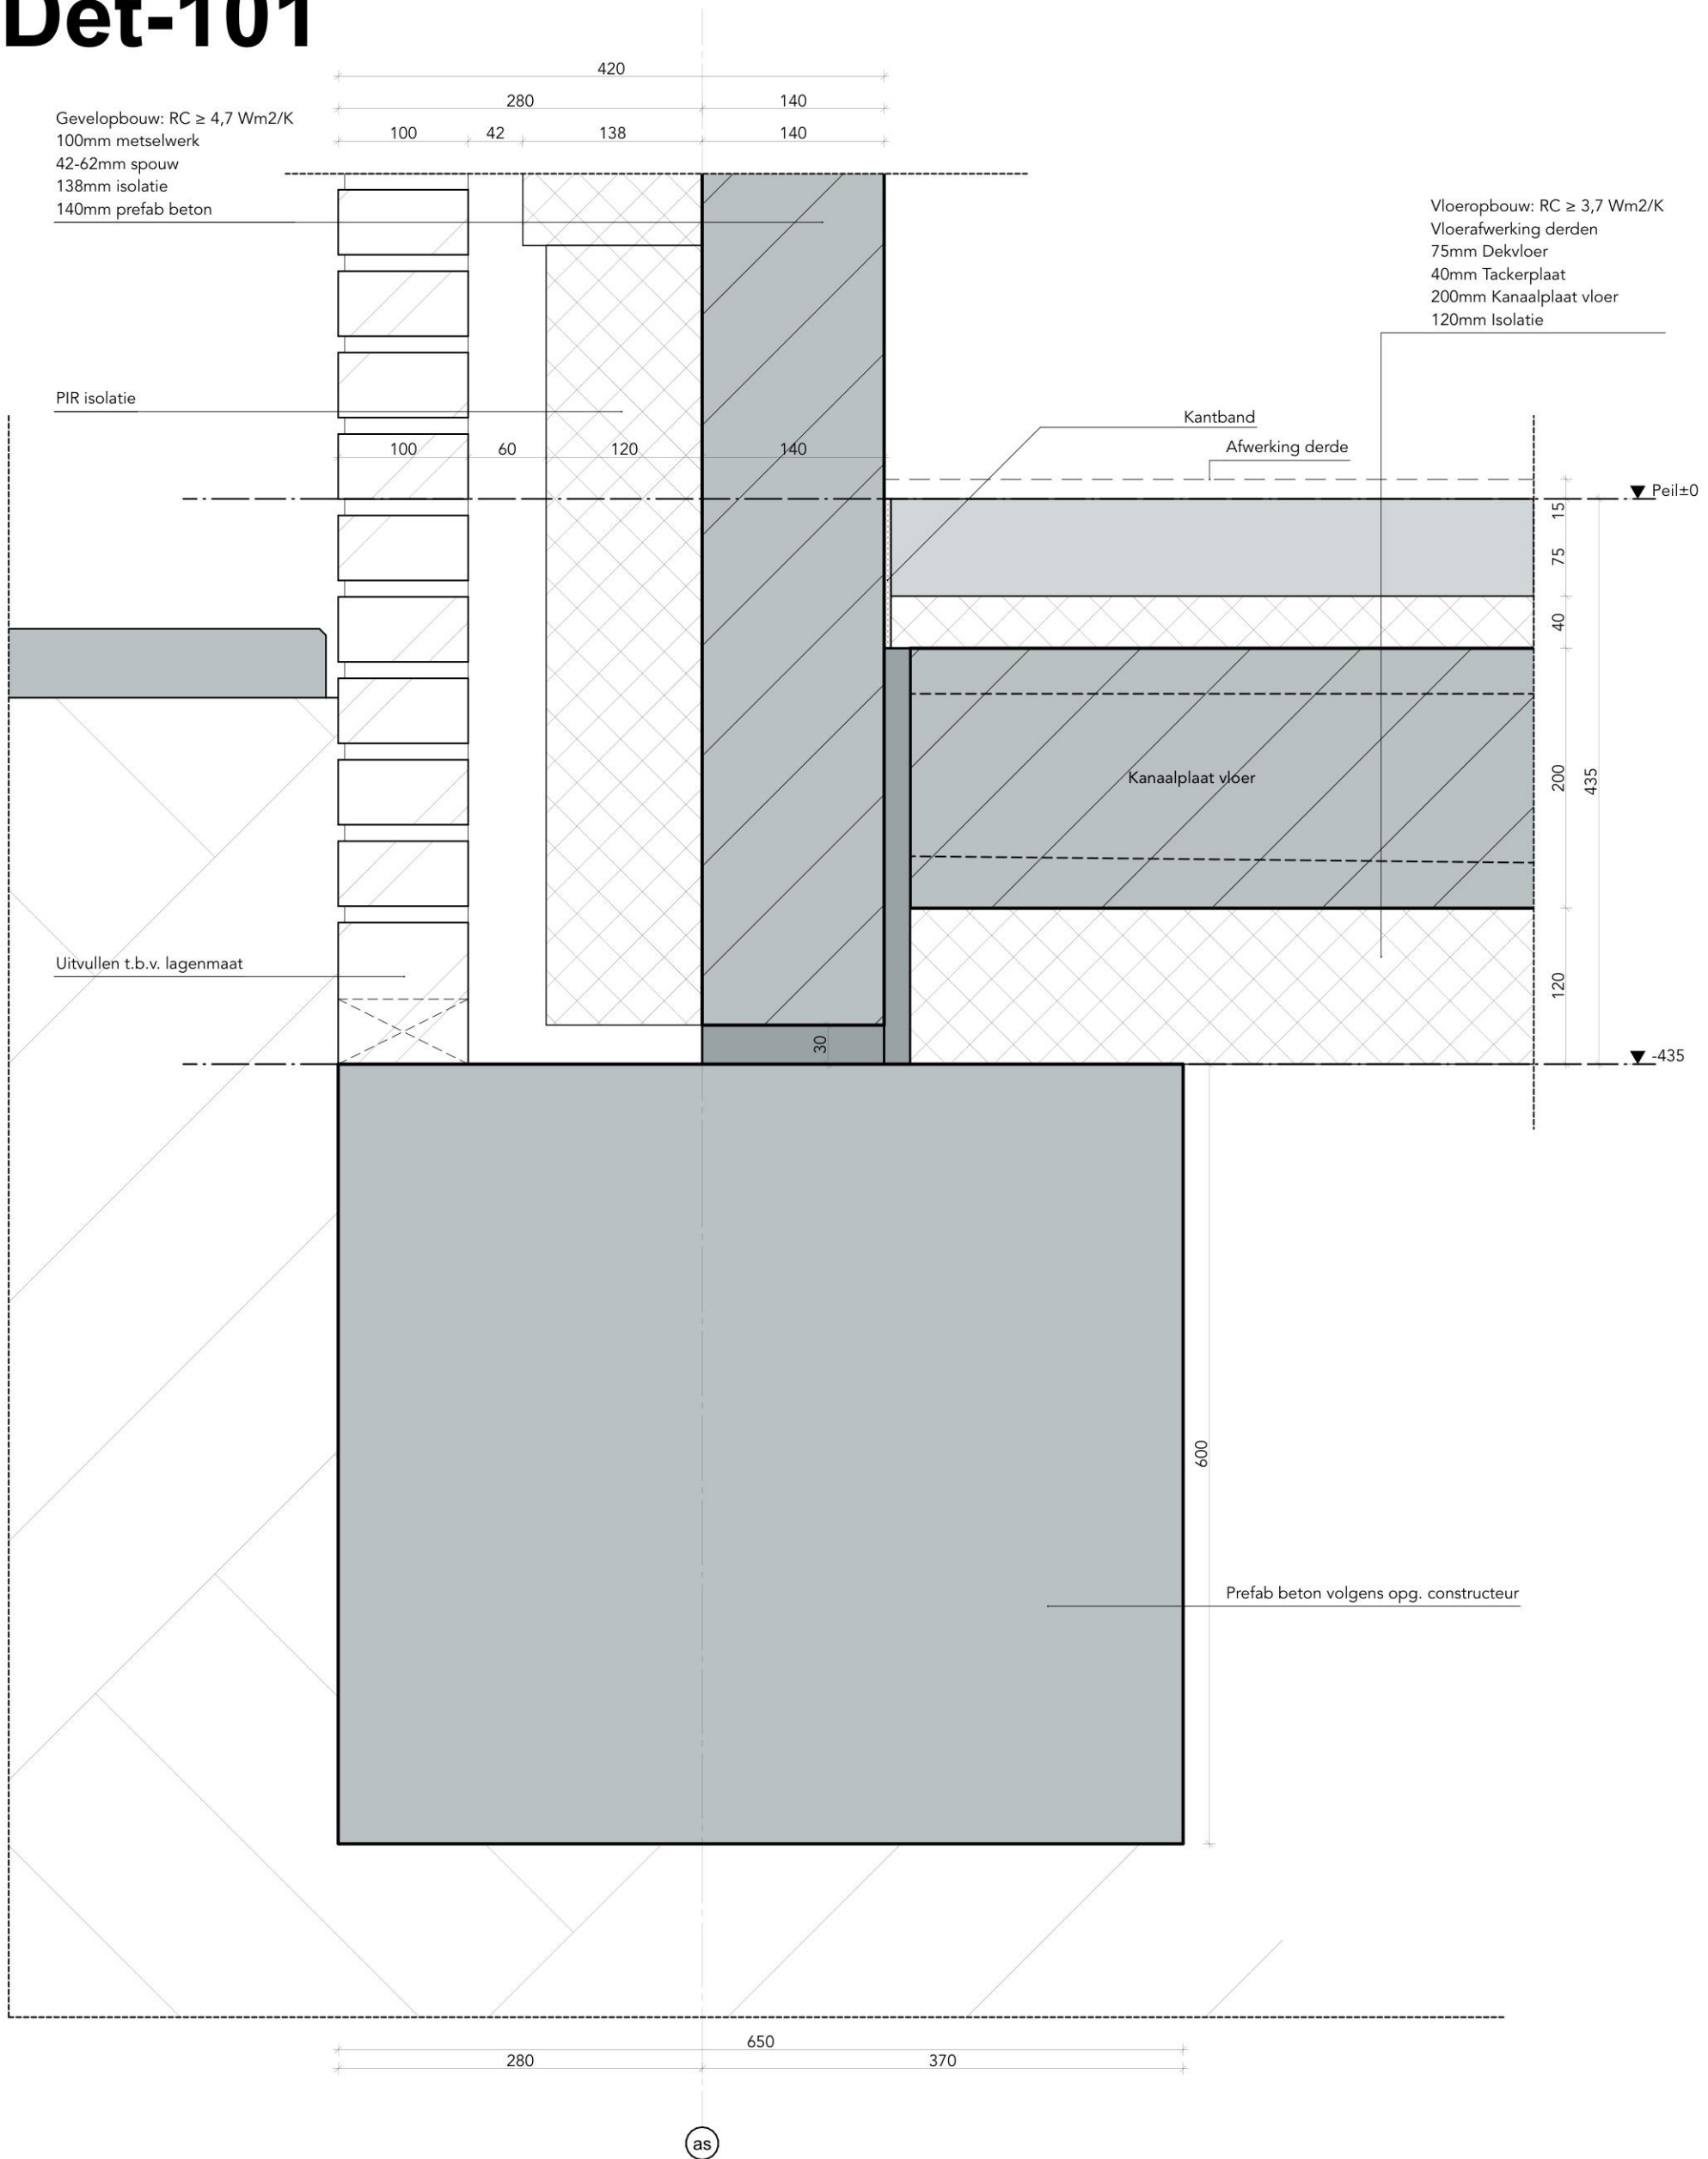 Det-101
420
280 140
100 42 138 140
Gevelopbouw: RC ≥ 4,7 Wm2/K
100mm metselwerk
42-62mm spouw
138mm isolatie
140mm prefab beton
Vloeropbouw: RC ≥ 3,7 Wm2/K
Vloerafwerking derden
75mm Dekvloer
40mm Tackerplaat
200mm Kanaalplaat vloer
120mm Isolatie
PIR isolatie
Kantband
Afwerking derde
100 60 120 140
Peil±0
15
75
40
200
435
120
Kanaalplaat vloer
Uitvullen t.b.v. lagenmaat
30
-435
600
Prefab beton volgens opg. constructeur
650
280 370
as